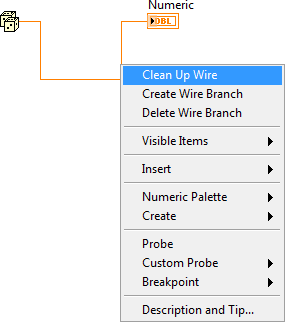 Numeric
DBL
Clean Up Wire
Create Wire Branch
Delete Wire Branch
Visible Items
Insert
Numeric Palette
Create
Probe
Custom Probe
Breakpoint
Description and Tip...